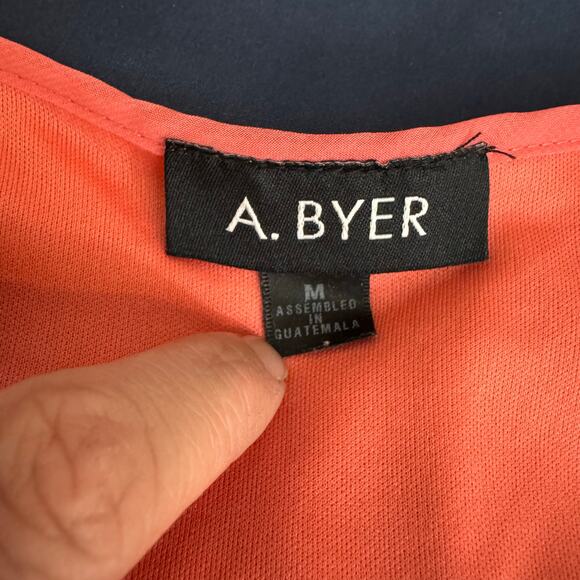 A. BYER
M
ASSEMBLED
IN
GUATEMALA